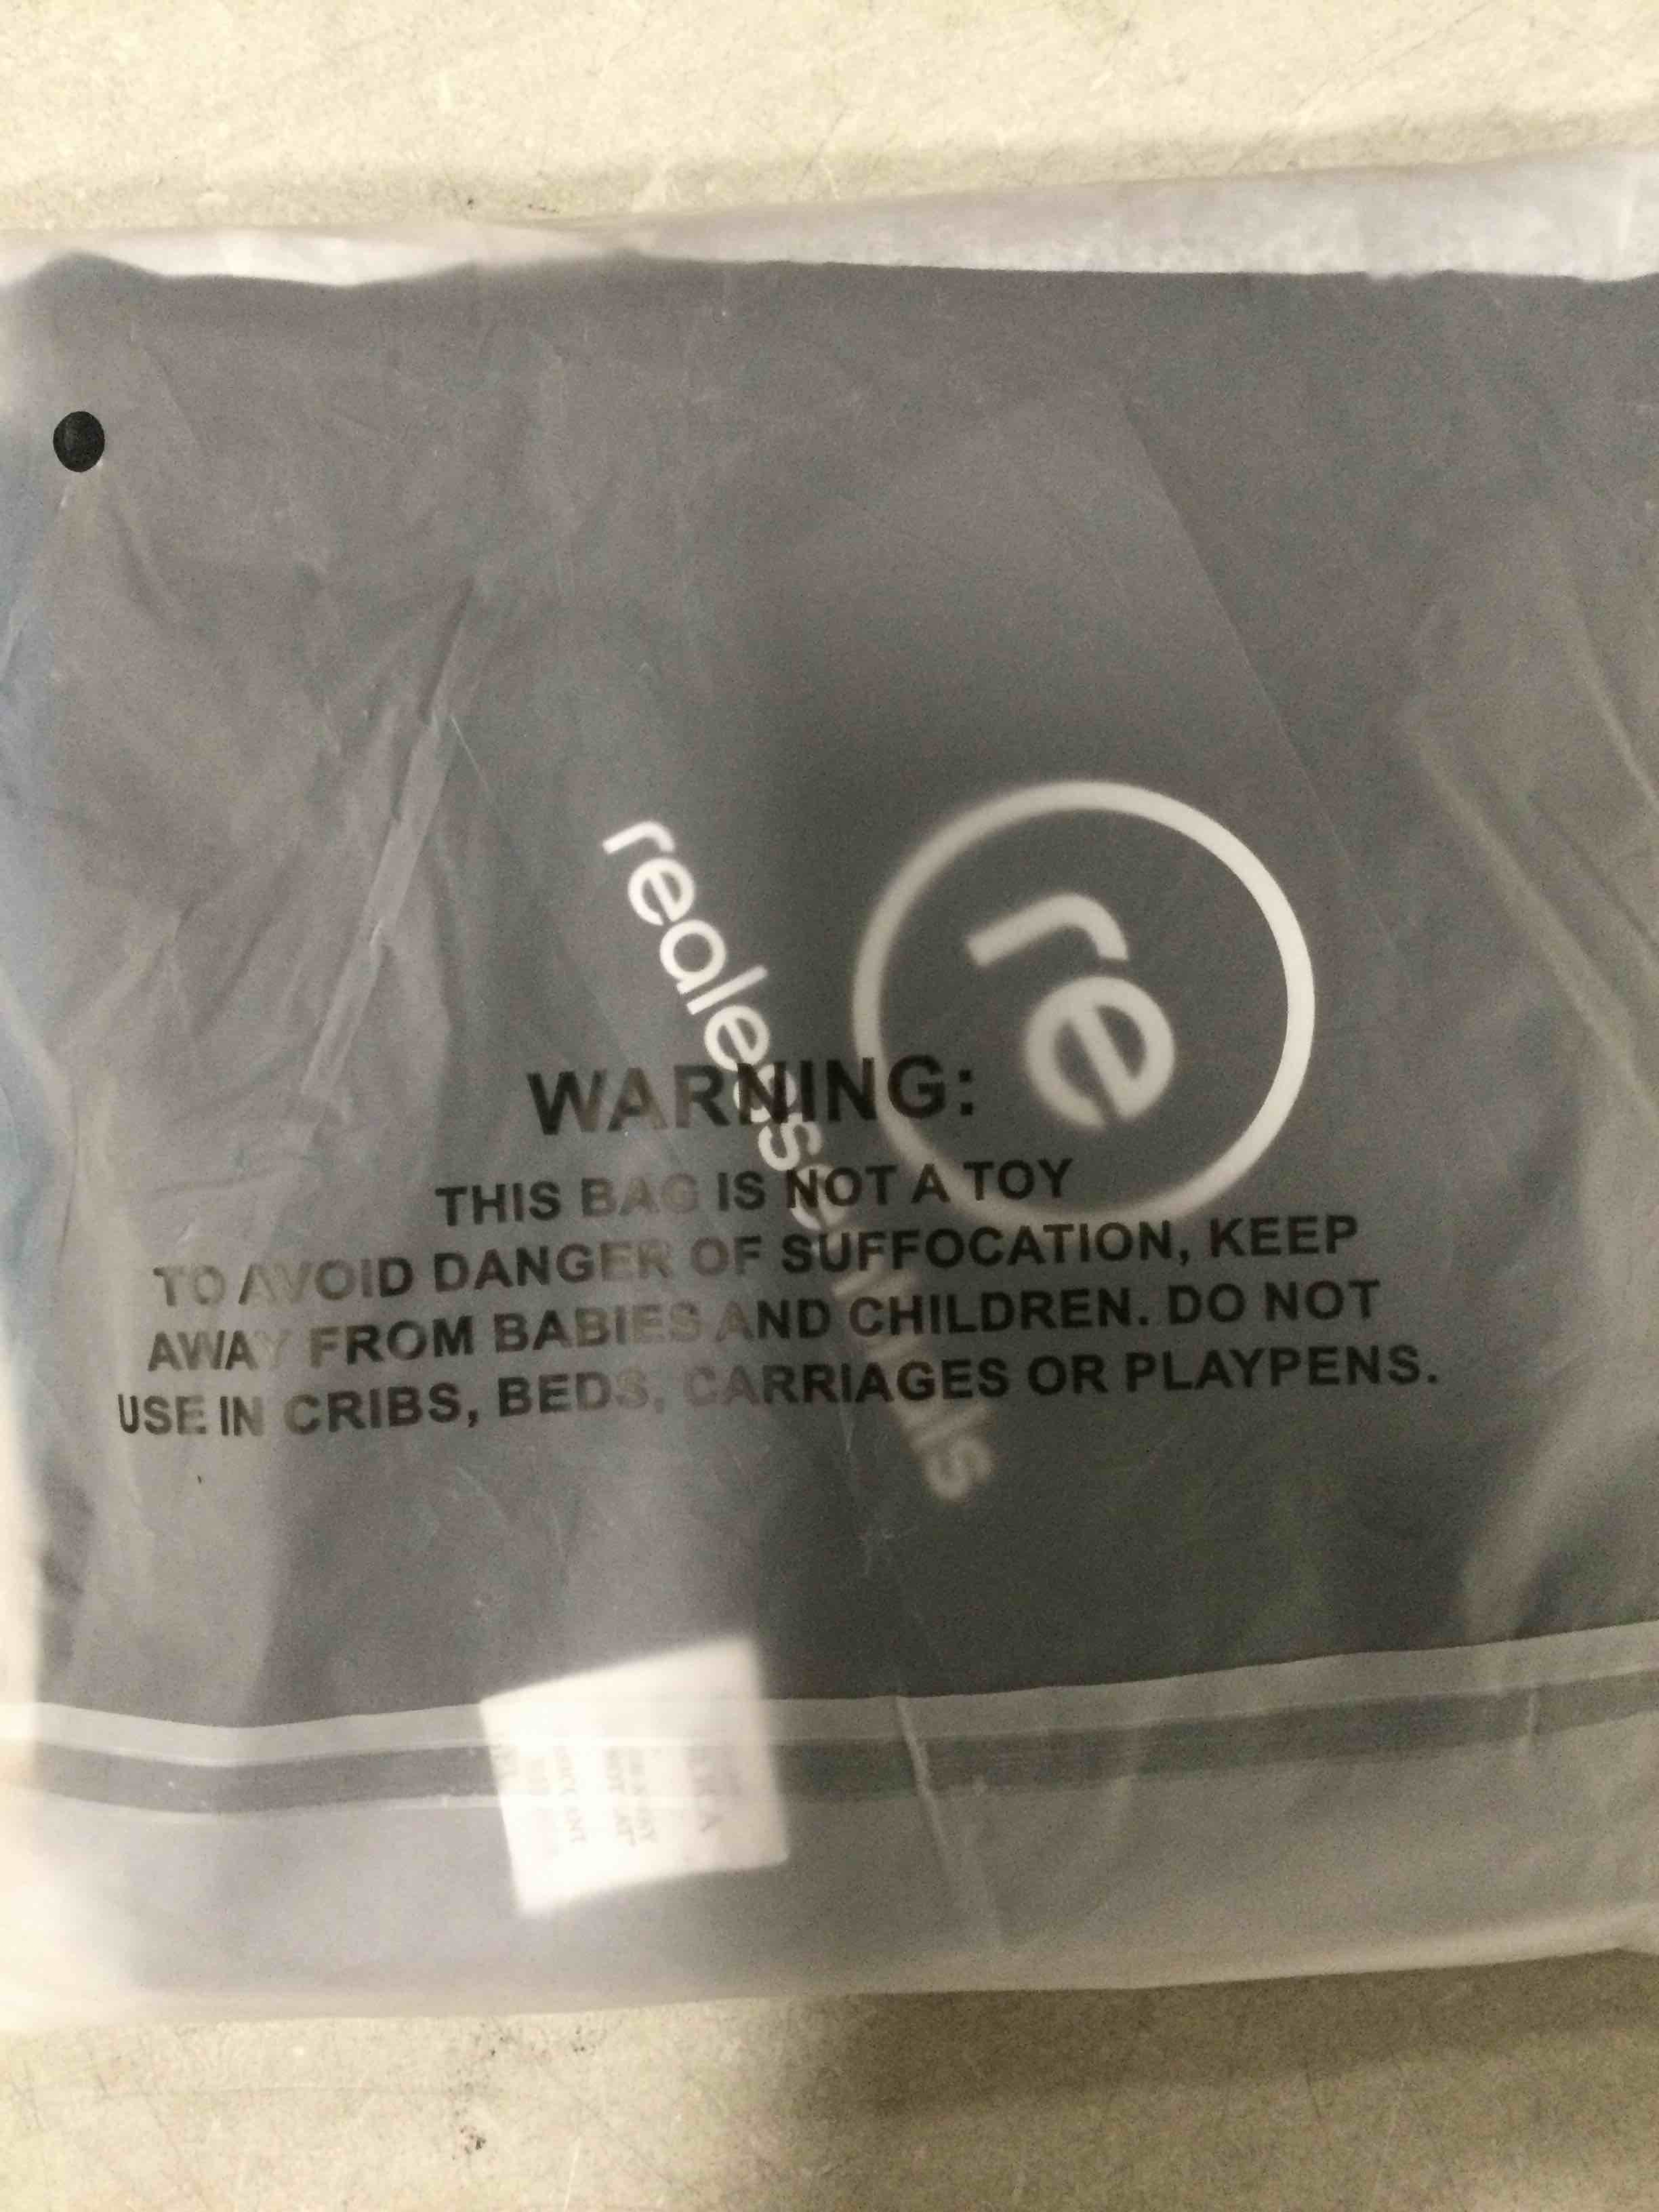 re
realessentials
WARNING:
THIS BAG IS NOT A TOY
TO AVOID DANGER OF SUFFOCATION, KEEP
AWAY FROM BABIES AND CHILDREN. DO NOT
USE IN CRIBS, BEDS, CARRIAGES OR PLAYPENS.